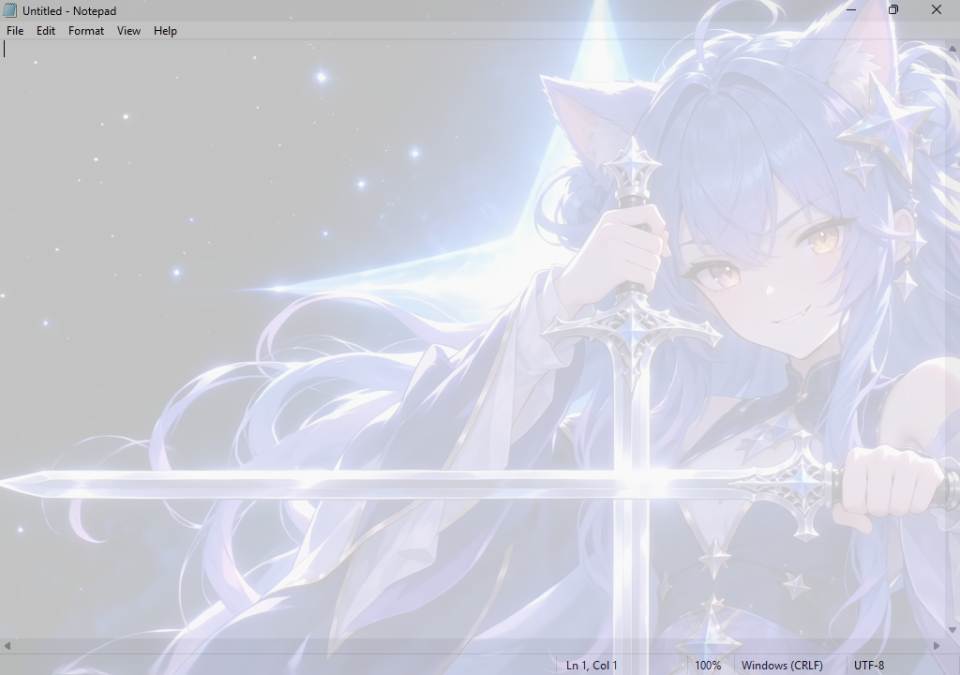 Untitled - Notepad
File Edit Format View Help
Ln 1, Col 1 100% Windows (CRLF) UTF-8